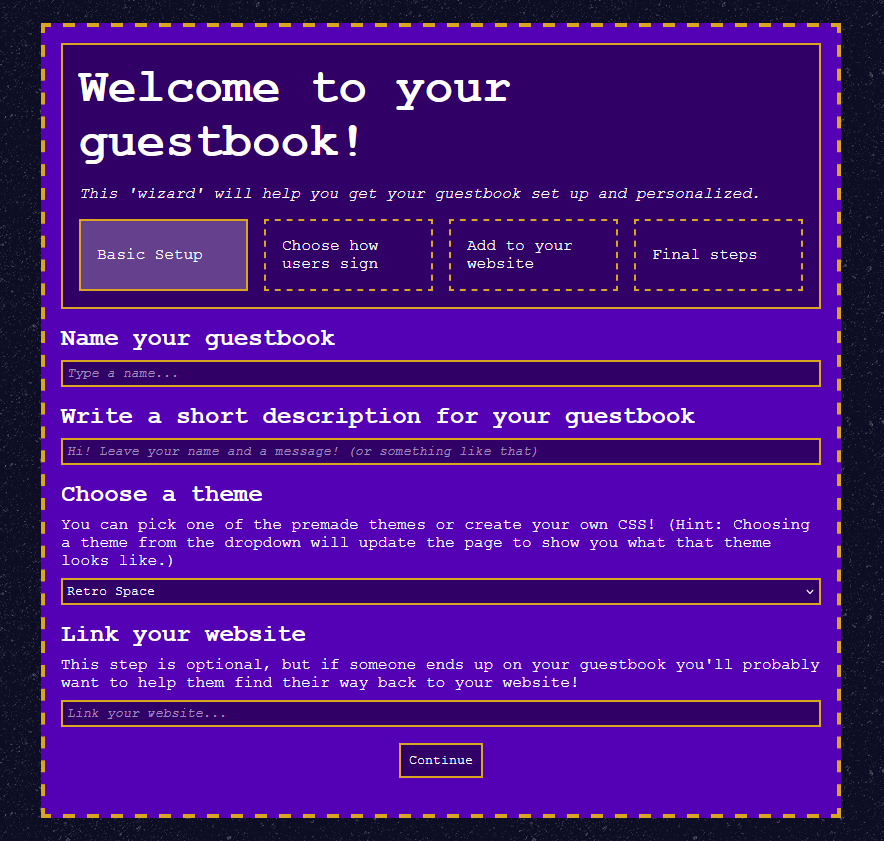 Welcome to your
guestbook!
This 'wizard' will help you get your guestbook set up and personalized.
Basic Setup
Choose how
users sign
Add to your
website
Final steps
Name your guestbook
Type a name...
Write a short description for your guestbook
Hi! Leave your name and a message! (or something like that)
Choose a theme
You can pick one of the premade themes or create your own CSS! (Hint: Choosing
a theme from the dropdown will update the page to show you what that theme
looks like.)
Retro Space
Link your website
This step is optional, but if someone ends up on your guestbook you'll probably
want to help them find their way back to your website!
Link your website...
Continue